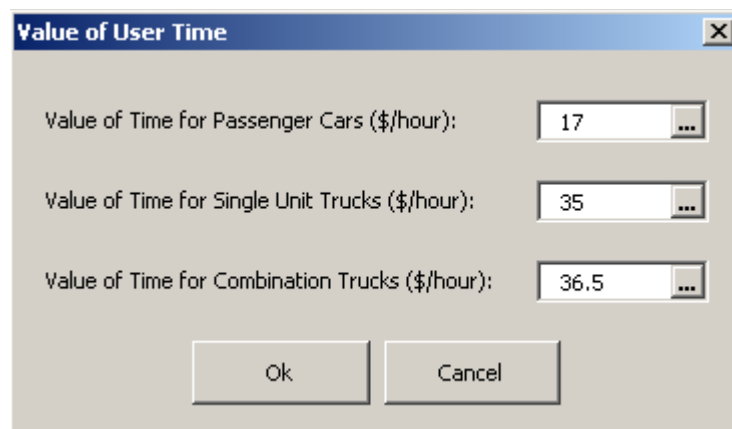 Value of User Time
Value of Time for Passenger Cars ($/hour): 17 ...
Value of Time for Single Unit Trucks ($/hour): 35 ...
Value of Time for Combination Trucks ($/hour): 36.5 ...
Ok Cancel